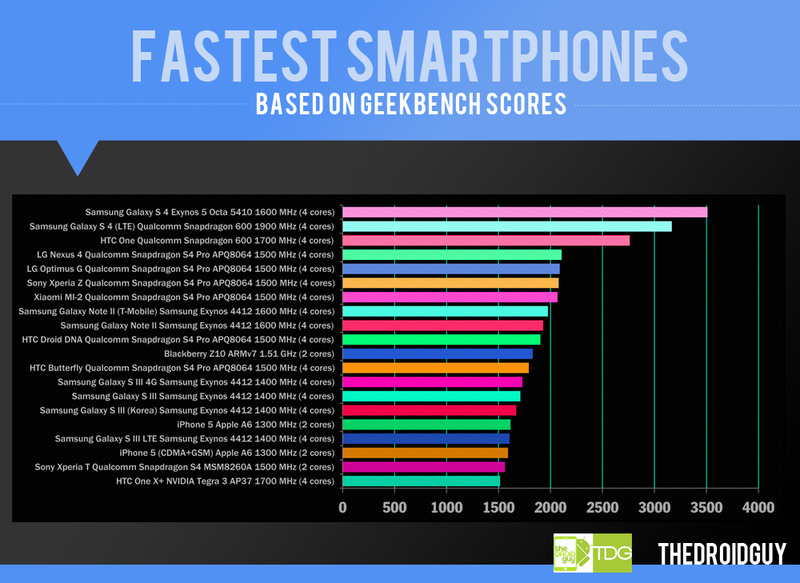 FASTEST SMARTPHONES
BASED ON GEEKBENCH SCORES
Samsung Galaxy S 4 Exynos 5 Octa 5410 1600 MHz (4 cores)
Samsung Galaxy S 4 (LTE) Qualcomm Snapdragon 600 1900 MHz (4 cores)
HTC One Qualcomm Snapdragon 600 1700 MHz (4 cores)
LG Nexus 4 Qualcomm Snapdragon S4 Pro APQ8064 1500 MHz (4 cores)
LG Optimus G Qualcomm Snapdragon S4 Pro APQ8064 1500 MHz (4 cores)
Sony Xperia Z Qualcomm Snapdragon S4 Pro APQ8064 1500 MHz (4 cores)
Xiaomi MI-2 Qualcomm Snapdragon S4 Pro APQ8064 1500 MHz (4 cores)
Samsung Galaxy Note II (T-Mobile) Samsung Exynos 4412 1600 MHz (4 cores)
Samsung Galaxy Note II Samsung Exynos 4412 1600 MHz (4 cores)
HTC Droid DNA Qualcomm Snapdragon S4 Pro APQ8064 1500 MHz (4 cores)
Blackberry Z10 ARMv7 1.51 GHz (2 cores)
HTC Butterfly Qualcomm Snapdragon S4 Pro APQ8064 1500 MHz (4 cores)
Samsung Galaxy S III 4G Samsung Exynos 4412 1400 MHz (4 cores)
Samsung Galaxy S III Samsung Exynos 4412 1400 MHz (4 cores)
Samsung Galaxy S III (Korea) Samsung Exynos 4412 1400 MHz (4 cores)
iPhone 5 Apple A6 1300 MHz (2 cores)
Samsung Galaxy S III LTE Samsung Exynos 4412 1400 MHz (4 cores)
iPhone 5 (CDMA+GSM) Apple A6 1300 MHz (2 cores)
Sony Xperia T Qualcomm Snapdragon S4 MSM8260A 1500 MHz (2 cores)
HTC One X+ NVIDIA Tegra 3 AP37 1700 MHz (4 cores)
0 500 1000 1500 2000 2500 3000 3500 4000
the
droid
guy
TDG
THEDROIDGUY